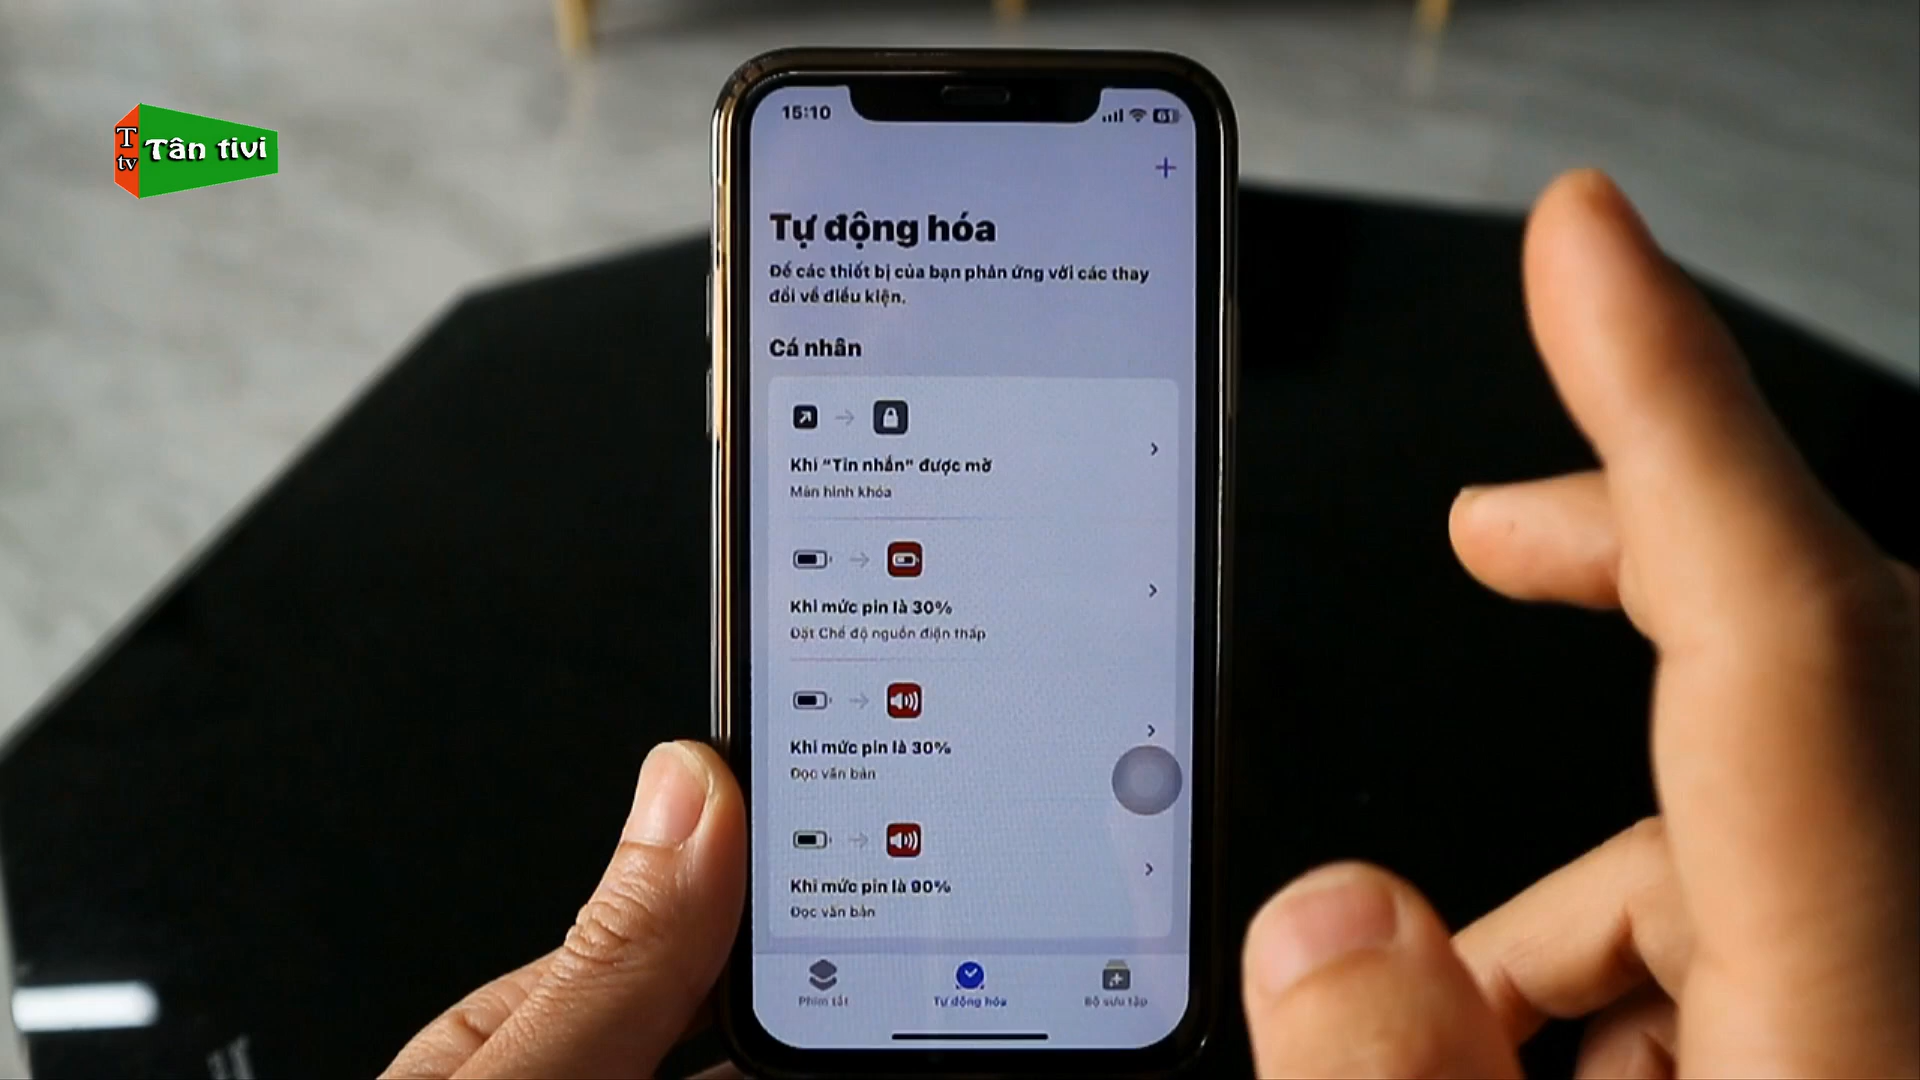 T
tv
Tân tivi
15:10
61
Tự động hóa
Để các thiết bị của bạn phản ứng với các thay
đổi về điều kiện.
Cá nhân
Khi “Tin nhắn” được mở
Màn hình khóa
Khi mức pin là 30%
Đặt Chế độ nguồn điện thấp
Khi mức pin là 30%
Đọc văn bản
Khi mức pin là 90%
Đọc văn bản
Phím tắt
Tự động hóa
Bộ sưu tập